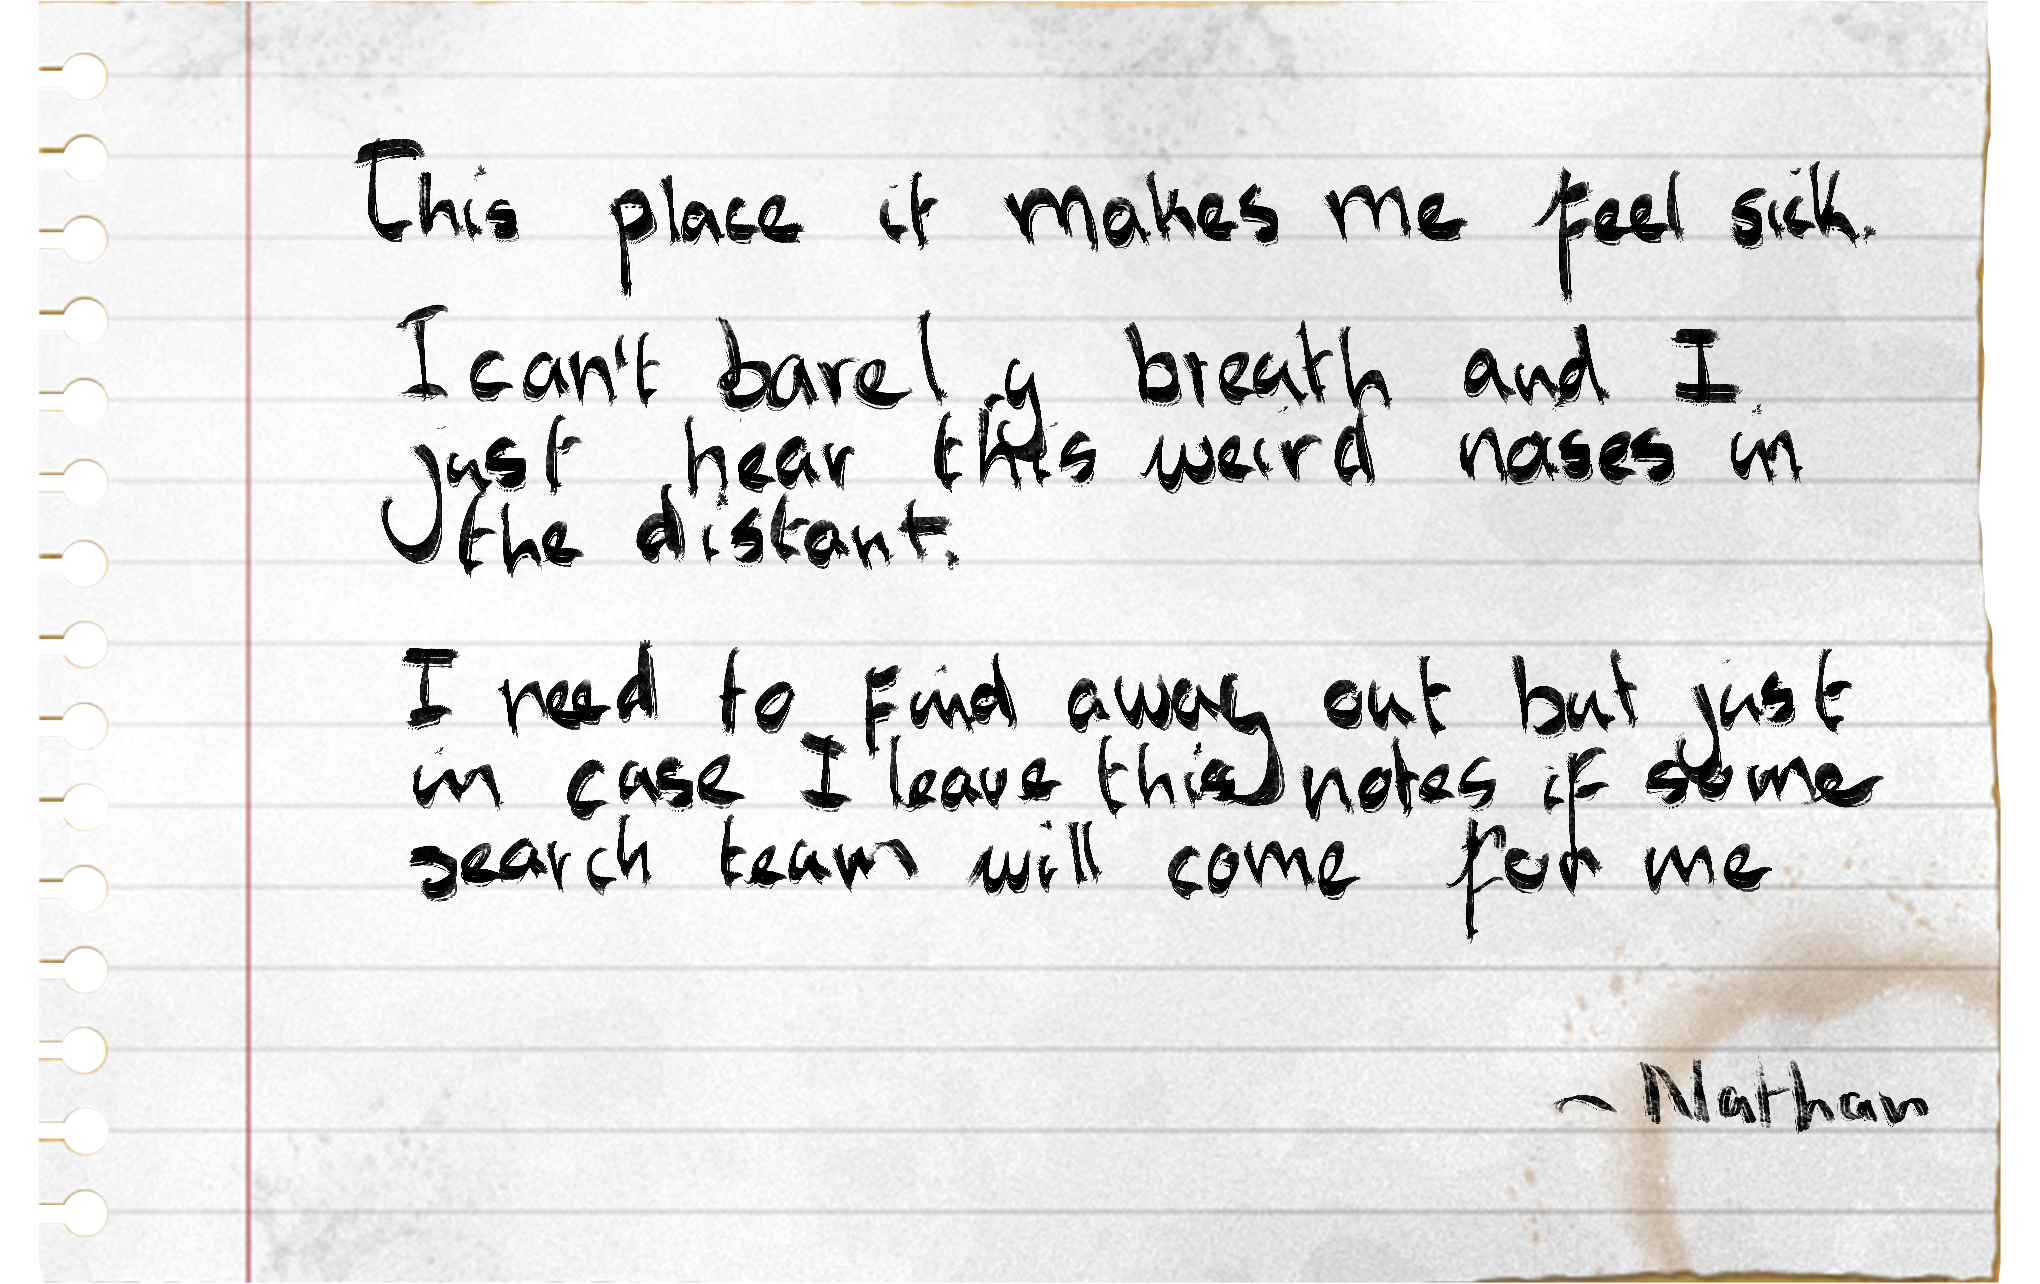 This place it makes me feel sick.
I can't barely breath and I
just hear this weird noses in
the distant.
I need to find away out but just
in case I leave this notes if some
search team will come for me
~ Nathan